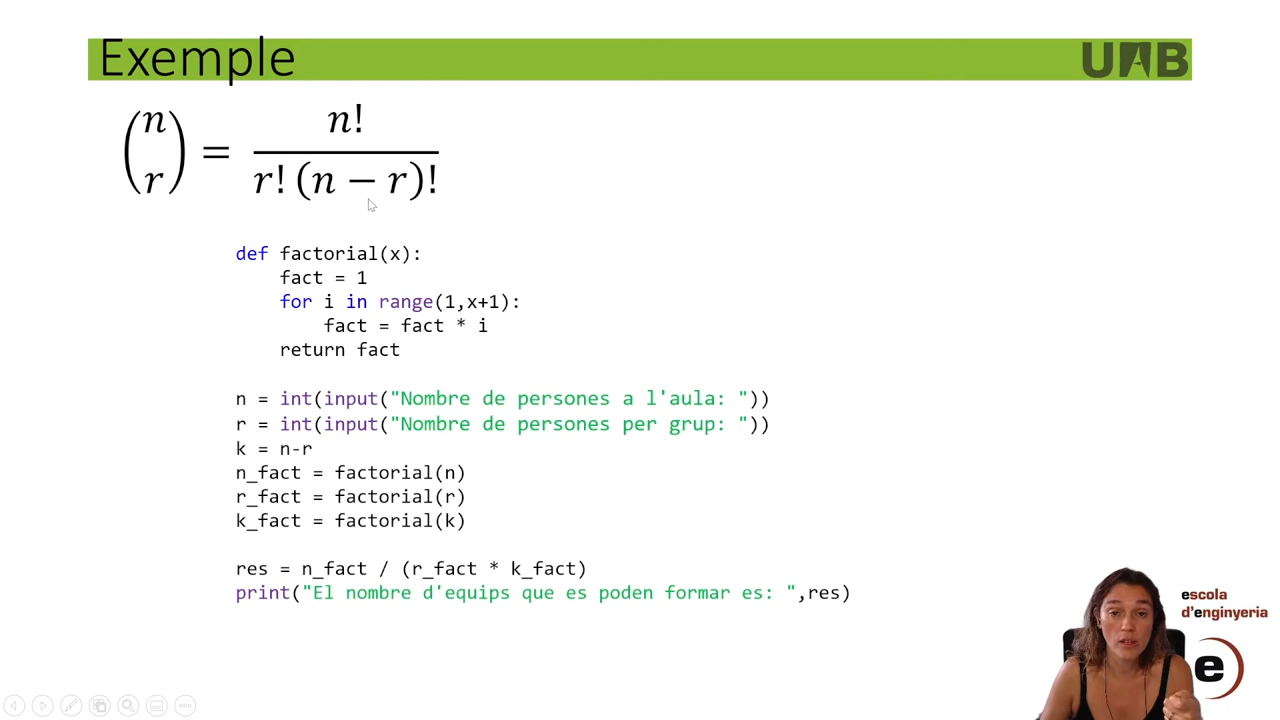 Exemple
UAB
(n r) = n! / r! (n − r)!
def factorial(x):
    fact = 1
    for i in range(1,x+1):
        fact = fact * i
    return fact
n = int(input("Nombre de persones a l'aula: "))
r = int(input("Nombre de persones per grup: "))
k = n-r
n_fact = factorial(n)
r_fact = factorial(r)
k_fact = factorial(k)
res = n_fact / (r_fact * k_fact)
print("El nombre d'equips que es poden formar es: ",res)
escola
d'enginyeria
e